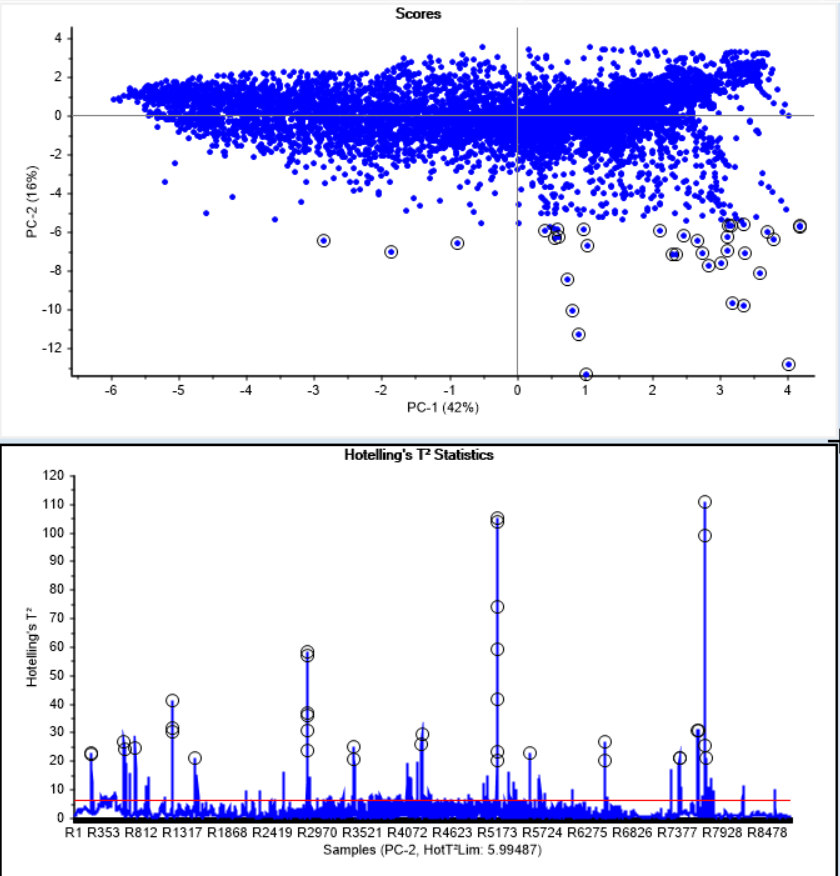 Scores
4
2
0
-2
-4
-6
-8
-10
-12
PC-2 (16%)
-6 -5 -4 -3 -2 -1 0 1 2 3 4
PC-1 (42%)
Hotelling's T² Statistics
120
110
100
90
80
70
60
50
40
30
20
10
0
Hotelling's T²
R1 R353 R812 R1317 R1868 R2419 R2970 R3521 R4072 R4623 R5173 R5724 R6275 R6826 R7377 R7928 R8478
Samples (PC-2, HotT²Lim: 5.99487)